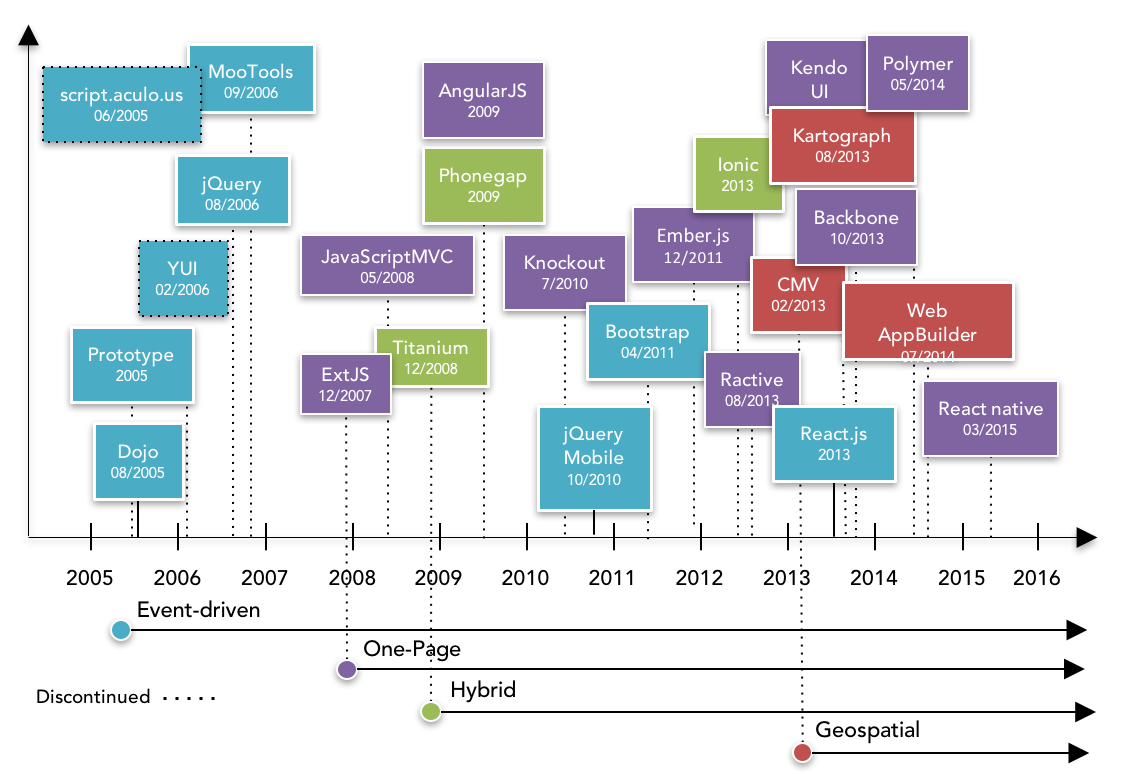 script.aculo.us
06/2005
MooTools
09/2006
jQuery
08/2006
YUI
02/2006
Prototype
2005
Dojo
08/2005
AngularJS
2009
Phonegap
2009
JavaScriptMVC
05/2008
Titanium
12/2008
ExtJS
12/2007
Knockout
7/2010
Bootstrap
04/2011
jQuery
Mobile
10/2010
Kendo
UI
Polymer
05/2014
Kartograph
08/2013
Ionic
2013
Ember.js
12/2011
Backbone
10/2013
CMV
02/2013
Web
AppBuilder
07/2014
Ractive
08/2013
React.js
2013
React native
03/2015
2005 2006 2007 2008 2009 2010 2011 2012 2013 2014 2015 2016
Event-driven
One-Page
Hybrid
Discontinued
Geospatial